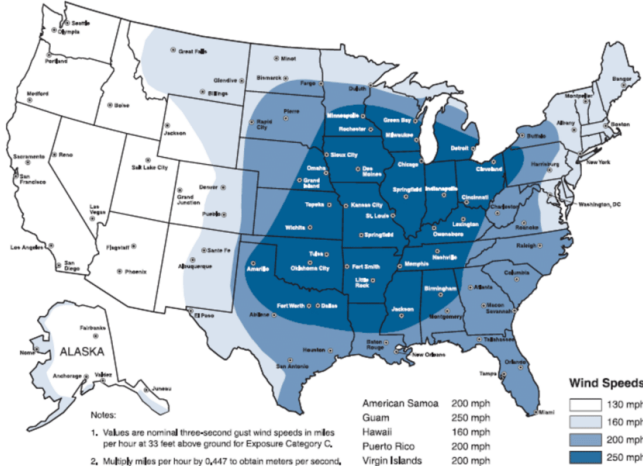 Seattle
Olympia
Portland
Great Falls
Minot
Glendive
Bismarck
Fargo
Duluth
Bangor
Montpelier
Medford
Boise
Billings
Rapid City
Pierre
Minneapolis
Rochester
Green Bay
Milwaukee
Detroit
Buffalo
Albany
Boston
Jackson
Sioux City
Des Moines
Chicago
Cleveland
Harrisburg
New York
Sacramento
San Francisco
Reno
Salt Lake City
Grand Junction
Denver
Pueblo
Omaha
Grand Island
Topeka
Kansas City
St. Louis
Springfield
Indianapolis
Cincinnati
Charleston
Washington, DC
Las Vegas
Wichita
Springfield
Owensboro
Lexington
Roanoke
Raleigh
Los Angeles
San Diego
Flagstaff
Phoenix
Santa Fe
Albuquerque
Amarillo
Tulsa
Oklahoma City
Fort Smith
Little Rock
Memphis
Nashville
Birmingham
Atlanta
Columbia
Macon
Savannah
El Paso
Abilene
Fort Worth
Dallas
Jackson
Montgomery
Tallahassee
Houston
San Antonio
Baton Rouge
New Orleans
Orlando
Tampa
Miami
Fairbanks
Nome
ALASKA
Anchorage
Valdez
Juneau
Notes:
1. Values are nominal three-second gust wind speeds in miles
per hour at 33 feet above ground for Exposure Category C.
2. Multiply miles per hour by 0.447 to obtain meters per second.
American Samoa 200 mph
Guam 250 mph
Hawaii 160 mph
Puerto Rico 200 mph
Virgin Islands 200 mph
Wind Speeds
130 mph
160 mph
200 mph
250 mph